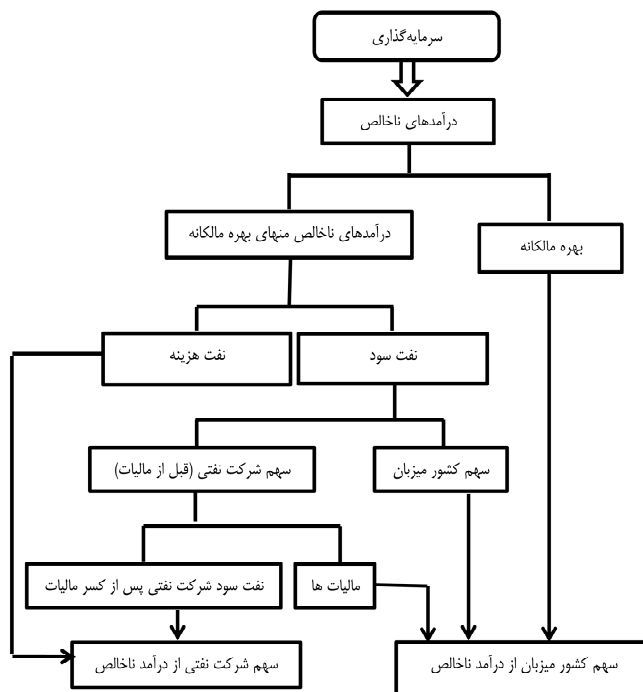 سرمایه‌گذاری
درآمدهای ناخالص
درآمدهای ناخالص منهای بهره مالکانه
بهره مالکانه
نفت سود
نفت هزینه
سهم کشور میزبان
سهم شرکت نفتی (قبل از مالیات)
مالیات ها
نفت سود شرکت نفتی پس از کسر مالیات
سهم کشور میزبان از درآمد ناخالص
سهم شرکت نفتی از درآمد ناخالص